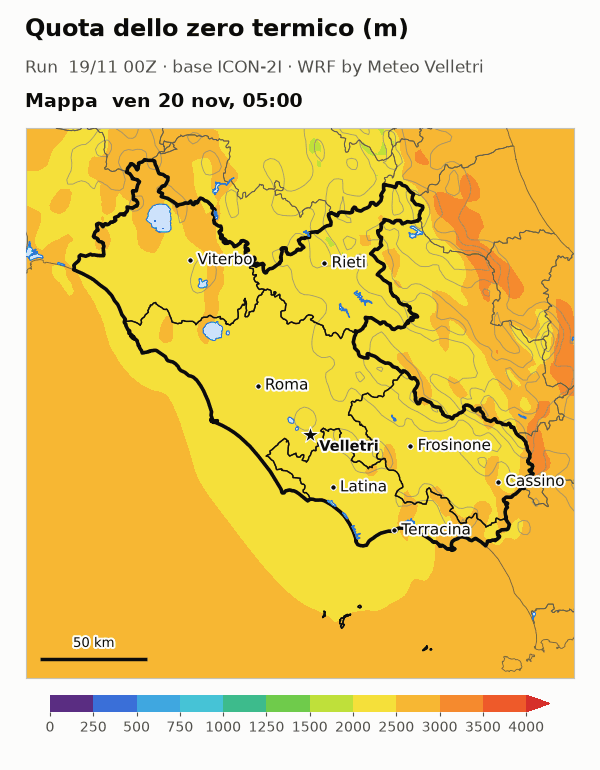 Quota dello zero termico (m)
Run  19/11 00Z · base ICON-2I · WRF by Meteo Velletri
Mappa  ven 20 nov, 05:00
Viterbo
Rieti
Roma
Velletri
Frosinone
Cassino
Latina
Terracina
50 km
0 250 500 750 1000 1250 1500 2000 2500 3000 3500 4000